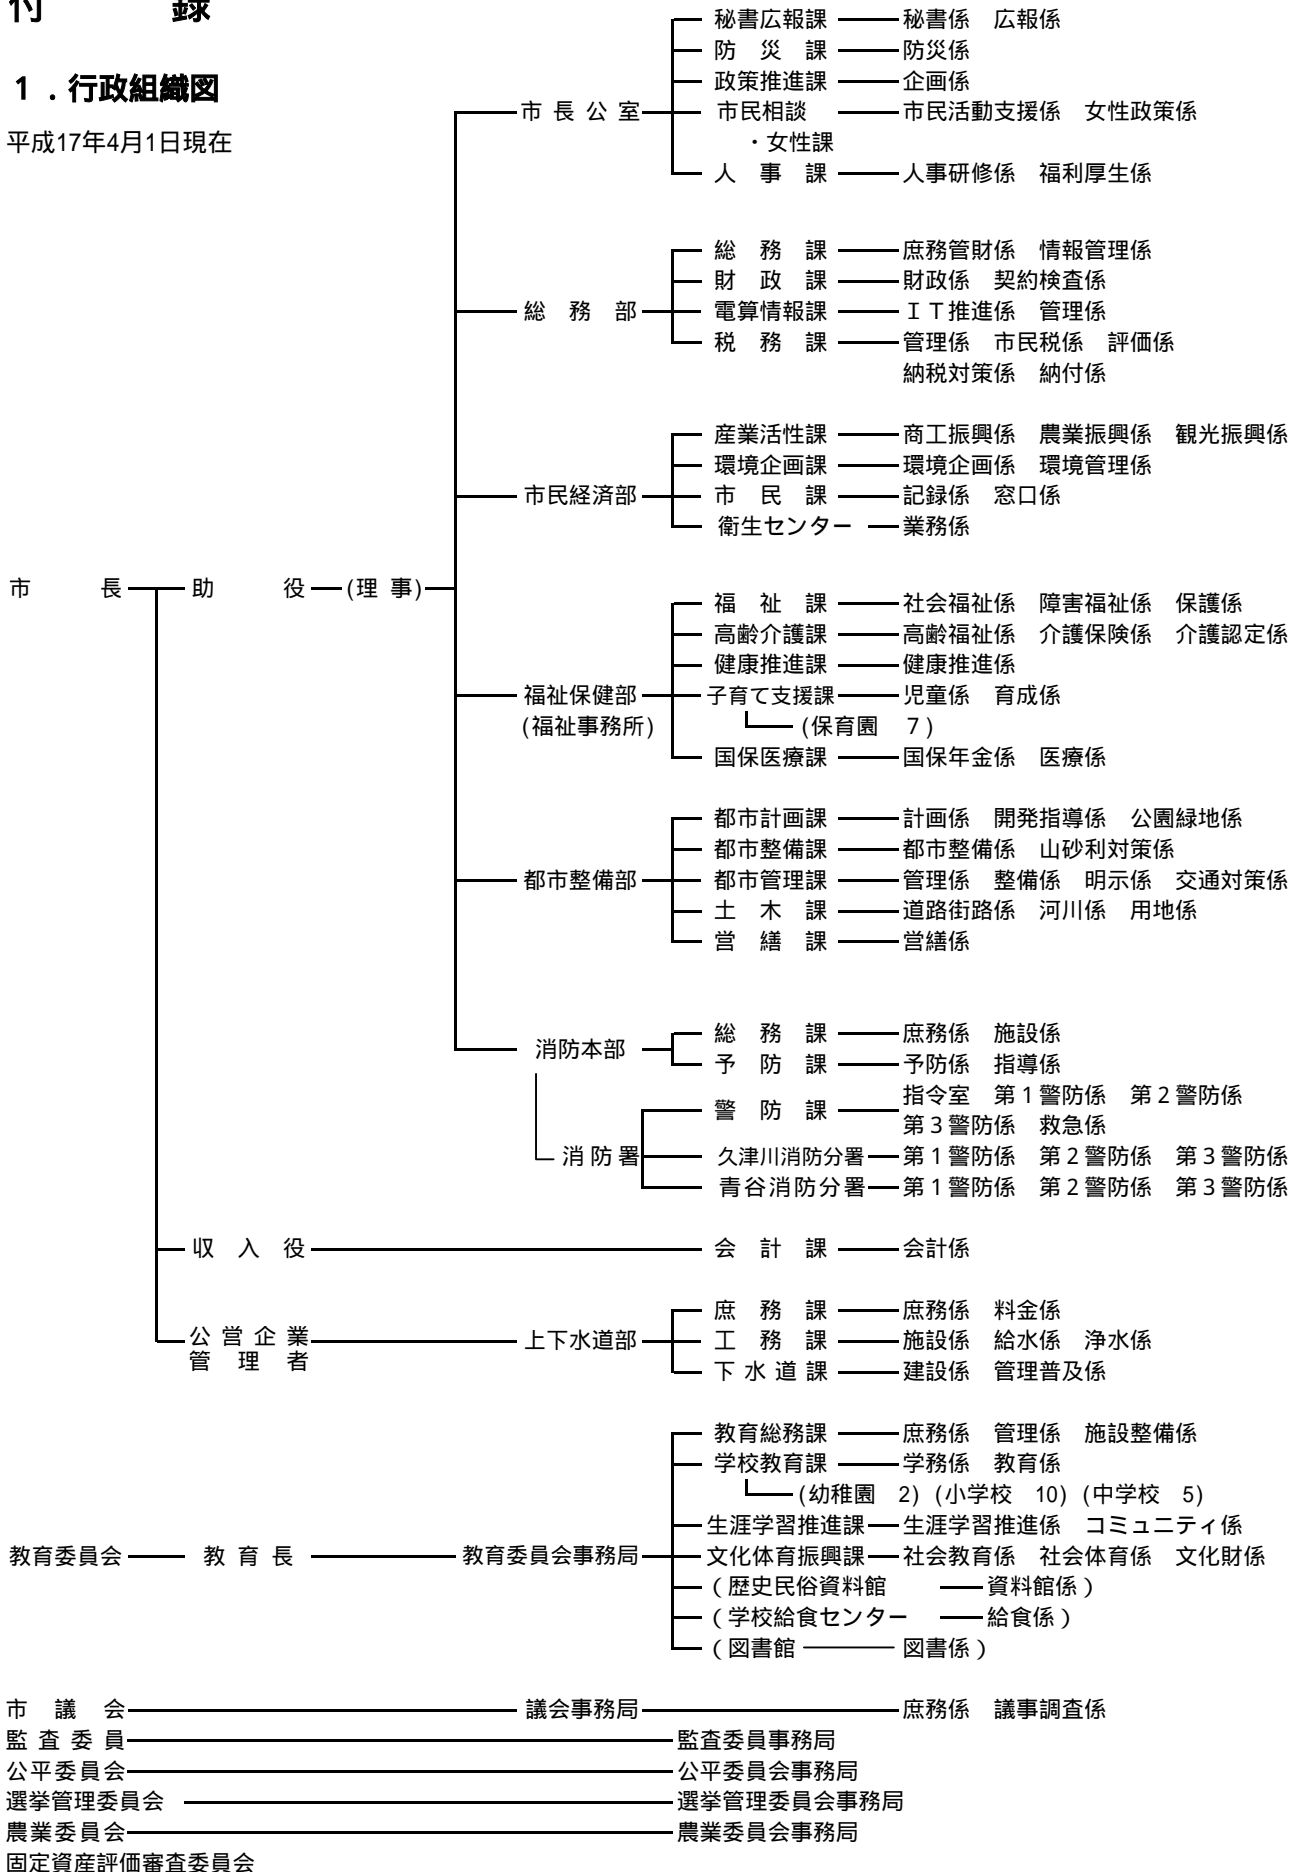 付　録
１．行政組織図
平成17年4月1日現在
秘書広報課　秘書係　広報係
防災課　防災係
政策推進課　企画係
市長公室　市民相談・女性課　市民活動支援係　女性政策係
人事課　人事研修係　福利厚生係
総務課　庶務管財係　情報管理係
財政課　財政係　契約検査係
総務部　電算情報課　ＩＴ推進係　管理係
税務課　管理係　市民税係　評価係
納税対策係　納付係
産業活性課　商工振興係　農業振興係　観光振興係
環境企画課　環境企画係　環境管理係
市民経済部　市民課　記録係　窓口係
衛生センター　業務係
市長　助役　(理事)
福祉課　社会福祉係　障害福祉係　保護係
高齢介護課　高齢福祉係　介護保険係　介護認定係
健康推進課　健康推進係
福祉保健部　子育て支援課　児童係　育成係
(福祉事務所)　(保育園　７)
国保医療課　国保年金係　医療係
都市計画課　計画係　開発指導係　公園緑地係
都市整備課　都市整備係　山砂利対策係
都市整備部　都市管理課　管理係　整備係　明示係　交通対策係
土木課　道路街路係　河川係　用地係
営繕課　営繕係
総務課　庶務係　施設係
消防本部
予防課　予防係　指導係
警防課　指令室　第１警防係　第２警防係
第３警防係　救急係
消防署　久津川消防分署　第１警防係　第２警防係　第３警防係
青谷消防分署　第１警防係　第２警防係　第３警防係
収入役　会計課　会計係
庶務課　庶務係　料金係
公営企業管理者　上下水道部　工務課　施設係　給水係　浄水係
下水道課　建設係　管理普及係
教育総務課　庶務係　管理係　施設整備係
学校教育課　学務係　教育係
(幼稚園　2)　(小学校　10)　(中学校　5)
生涯学習推進課　生涯学習推進係　コミュニティ係
教育委員会　教育長　教育委員会事務局　文化体育振興課　社会教育係　社会体育係　文化財係
(歴史民俗資料館　資料館係)
(学校給食センター　給食係)
(図書館　図書係)
市議会　議会事務局　庶務係　議事調査係
監査委員　監査委員事務局
公平委員会　公平委員会事務局
選挙管理委員会　選挙管理委員会事務局
農業委員会　農業委員会事務局
固定資産評価審査委員会